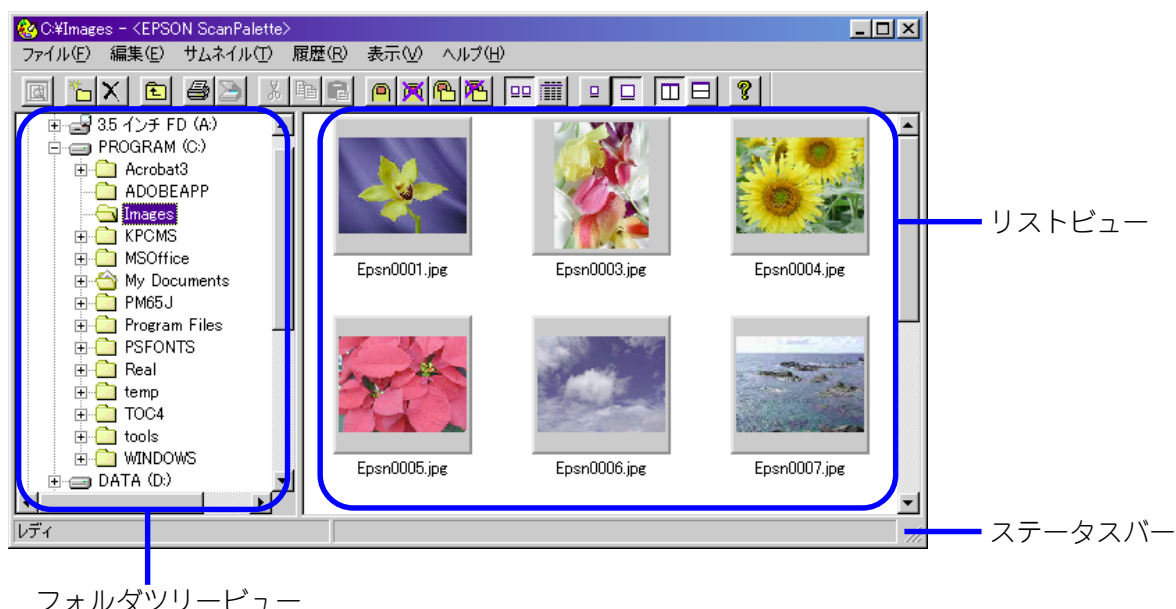 C:¥Images - <EPSON ScanPalette>
ファイル(F) 編集(E) サムネイル(T) 履歴(R) 表示(V) ヘルプ(H)
3.5 インチ FD (A:)
PROGRAM (C:)
Acrobat3
ADOBEAPP
Images
KPCMS
MSOffice
My Documents
PM65J
Program Files
PSFONTS
Real
temp
TOC4
tools
WINDOWS
DATA (D:)
Epsn0001.jpg
Epsn0003.jpg
Epsn0004.jpg
Epsn0005.jpg
Epsn0006.jpg
Epsn0007.jpg
レディ
リストビュー
ステータスバー
フォルダツリービュー